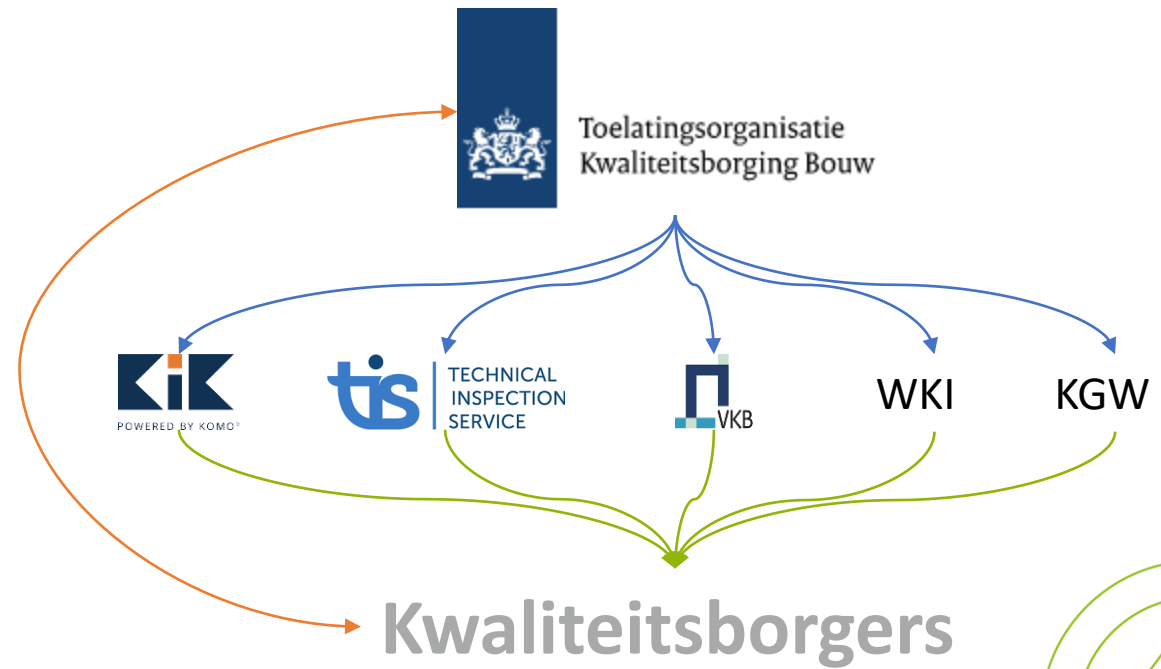 Toelatingsorganisatie
Kwaliteitsborging Bouw
KiK
POWERED BY KOMO®
tis
TECHNICAL
INSPECTION
SERVICE
VKB
WKI
KGW
Kwaliteitsborgers